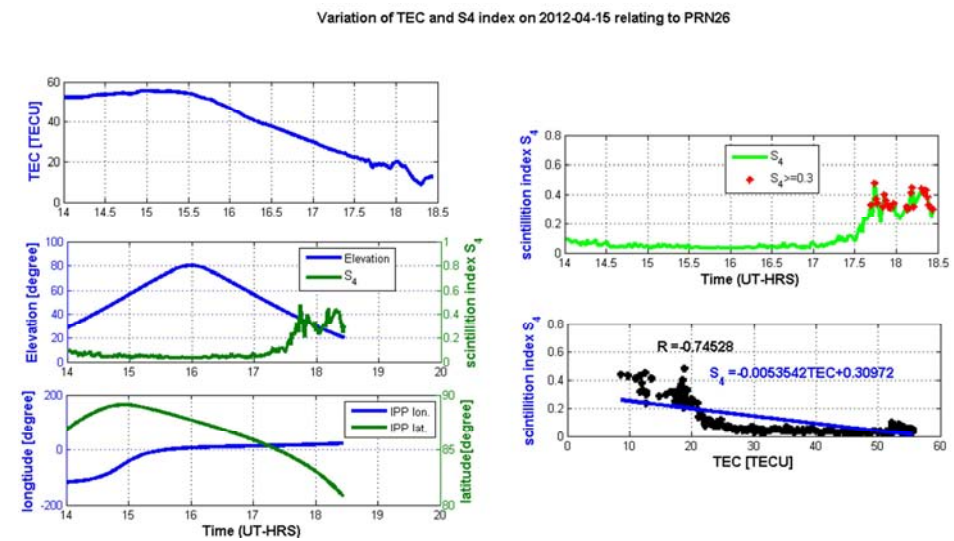 Variation of TEC and S4 index on 2012-04-15 relating to PRN26
TEC [TECU]
60
40
20
0
14 14.5 15 15.5 16 16.5 17 17.5 18 18.5
Elevation [degree]
100
80
60
40
20
0
Elevation
S4
1
0.8
0.6
0.4
0.2
0
scintillition index S4
14 15 16 17 18 19 20
longtiude [degree]
200
0
-200
IPP lon.
IPP lat.
90
85
80
latitude[degree]
14 15 16 17 18 19 20
Time (UT-HRS)
scintillition index S4
0.8
0.6
0.4
0.2
0
S4
S4>=0.3
14 14.5 15 15.5 16 16.5 17 17.5 18 18.5
Time (UT-HRS)
scintillition index S4
0.8
0.6
0.4
0.2
0
R =-0.74528
S4 =-0.0053542TEC+0.30972
0 10 20 30 40 50 60
TEC [TECU]